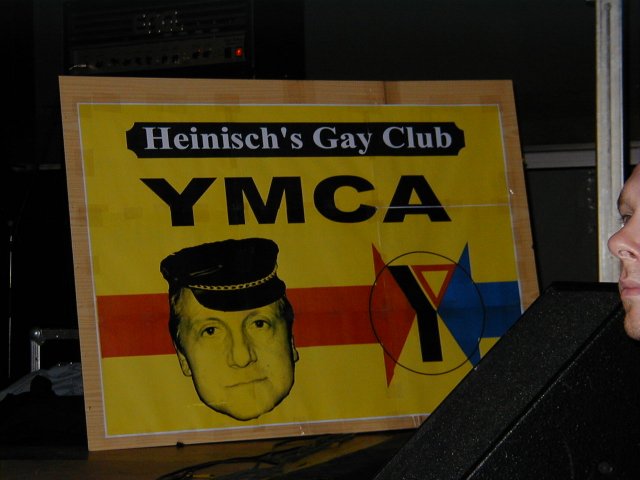 Heinisch's Gay Club
YMCA
Y